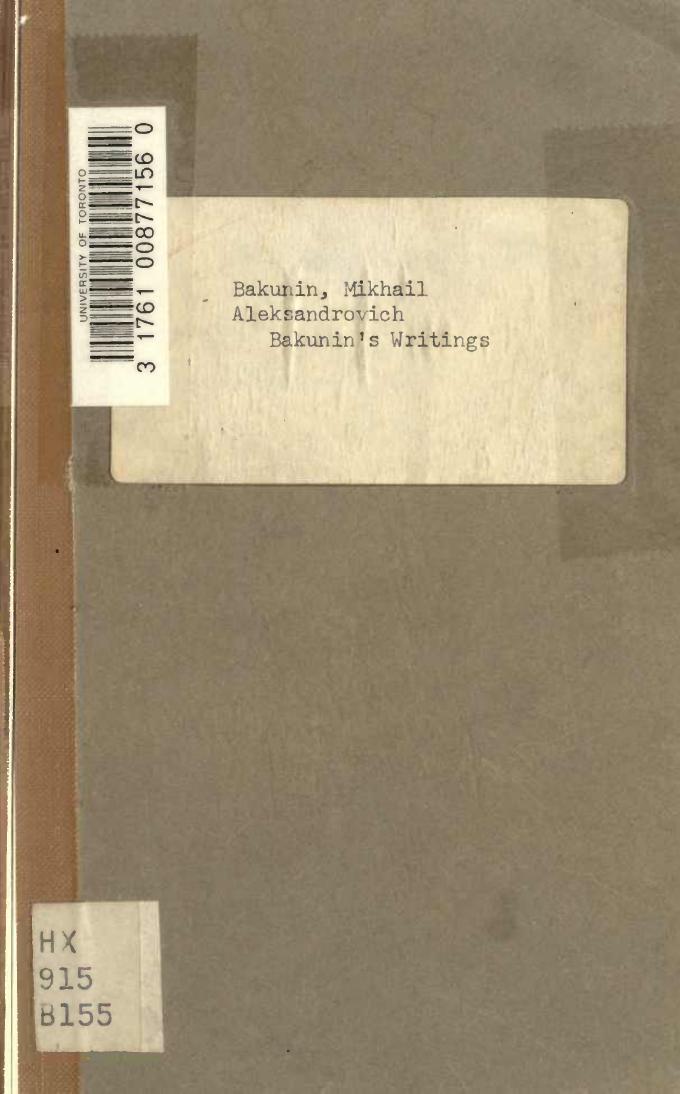 UNIVERSITY OF TORONTO
3 1761 00877156 0
Bakunin, Mikhail
Aleksandrovich
Bakunin's Writings
HX
915
B155